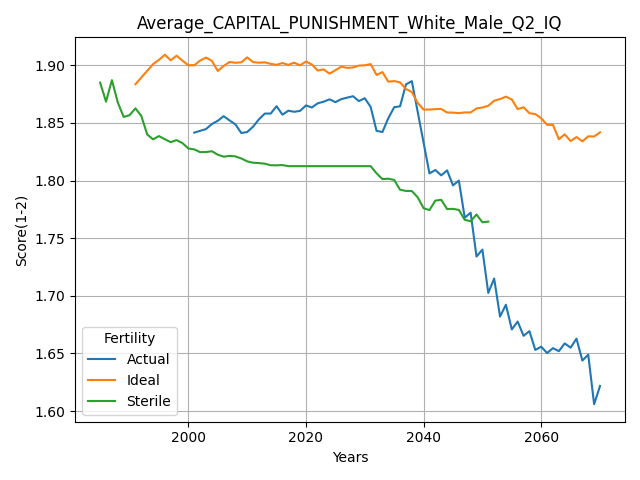 Average_CAPITAL_PUNISHMENT_White_Male_Q2_IQ
Score(1-2)
1.90
1.85
1.80
1.75
1.70
1.65
1.60
Fertility
Actual
Ideal
Sterile
2000 2020 2040 2060
Years